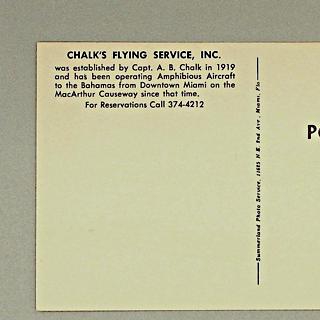 CHALK'S FLYING SERVICE, INC.
was established by Capt. A. B. Chalk in 1919
and has been operating Amphibious Aircraft
to the Bahamas from Downtown Miami on the
MacArthur Causeway since that time.
For Reservations Call 374-4212
Summerland Photo Service, 11685 N.E. 2nd Av., Miami, Fla.
PO